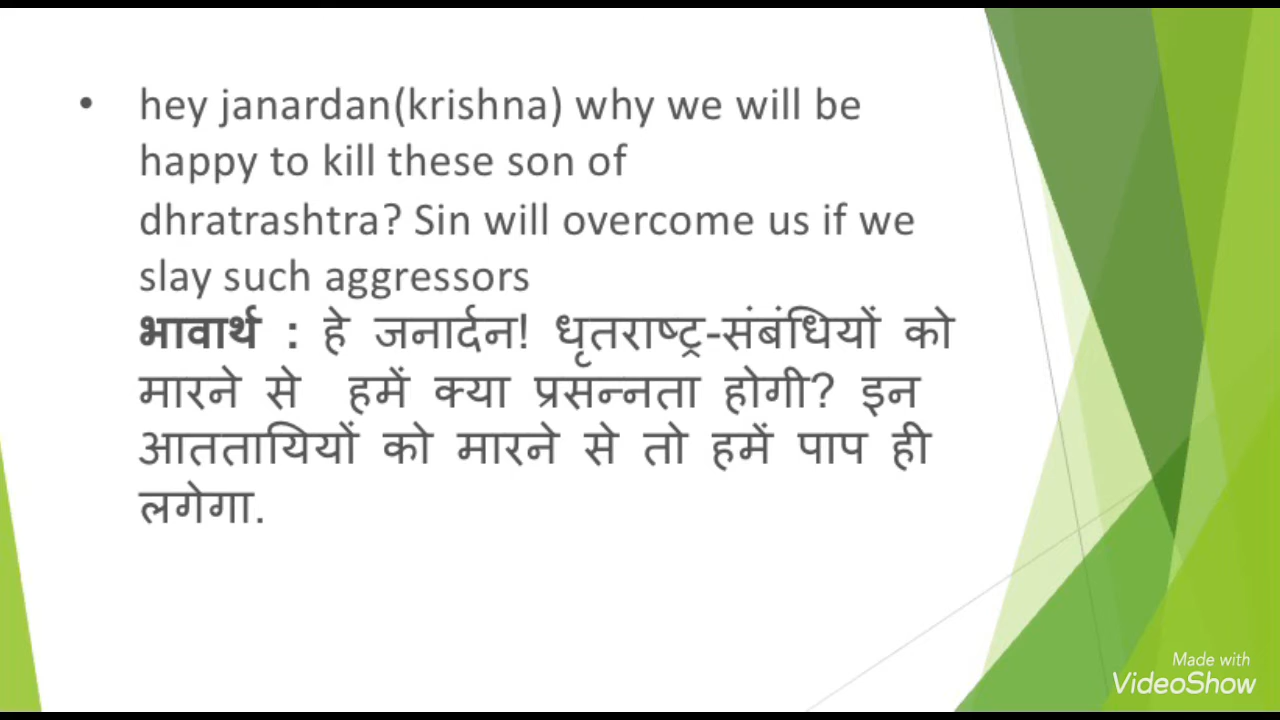 • hey janardan(krishna) why we will be
happy to kill these son of
dhratrashtra? Sin will overcome us if we
slay such aggressors
भावार्थ : हे जनार्दन! धृतराष्ट्र-संबंधियों को
मारने से हमें क्या प्रसन्नता होगी? इन
आततायियों को मारने से तो हमें पाप ही
लगेगा.
Made with
VideoShow